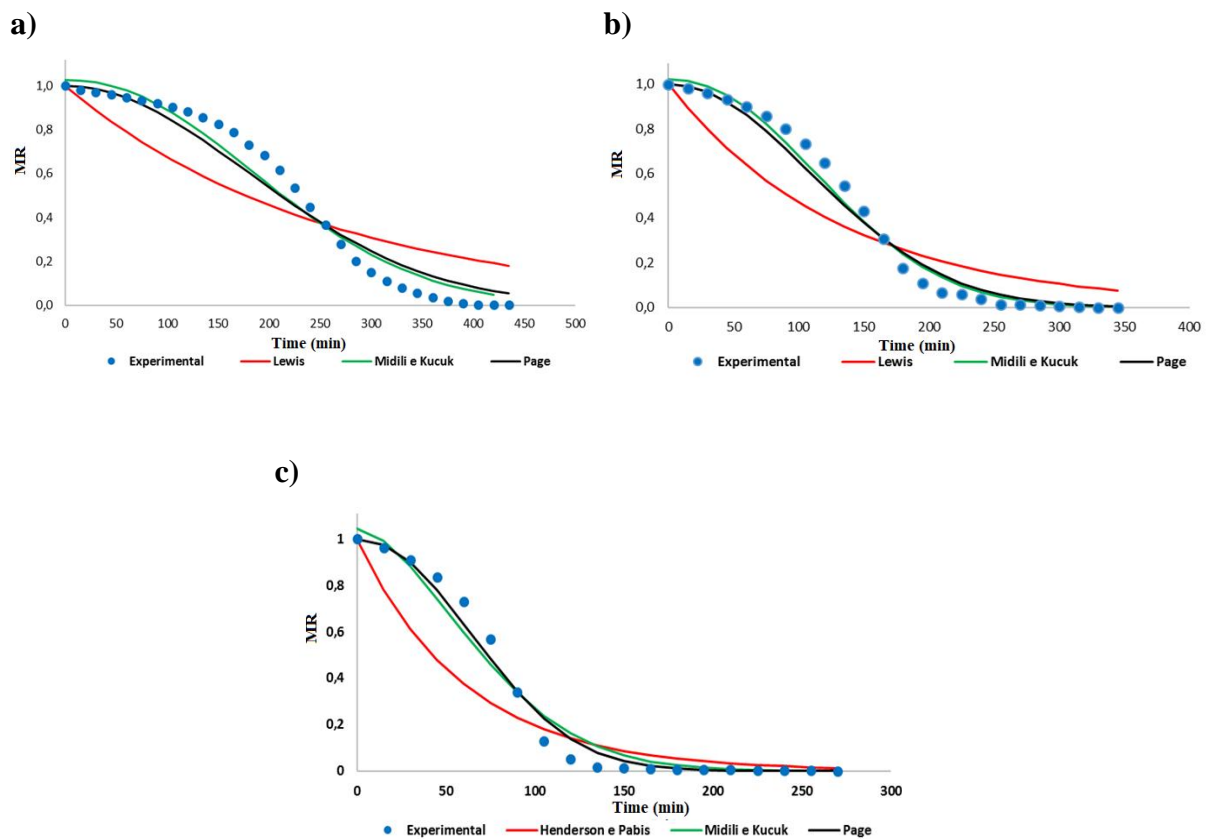 a)
MR
1,0
0,8
0,6
0,4
0,2
0,0
0 50 100 150 200 250 300 350 400 450 500
Time (min)
Experimental Lewis Midili e Kucuk Page
b)
MR
1,0
0,8
0,6
0,4
0,2
0,0
0 50 100 150 200 250 300 350 400
Time (min)
Experimental Lewis Midili e Kucuk Page
c)
MR
1
0,8
0,6
0,4
0,2
0
0 50 100 150 200 250 300
Time (min)
Experimental Henderson e Pabis Midili e Kucuk Page